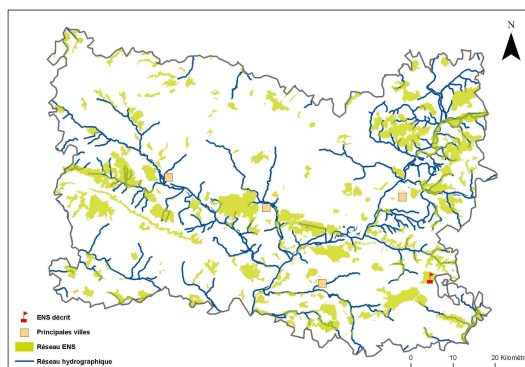 N
ENS décrit
Principales villes
Réseau ENS
Réseau hydrographique
0 10 20 Kilomètr